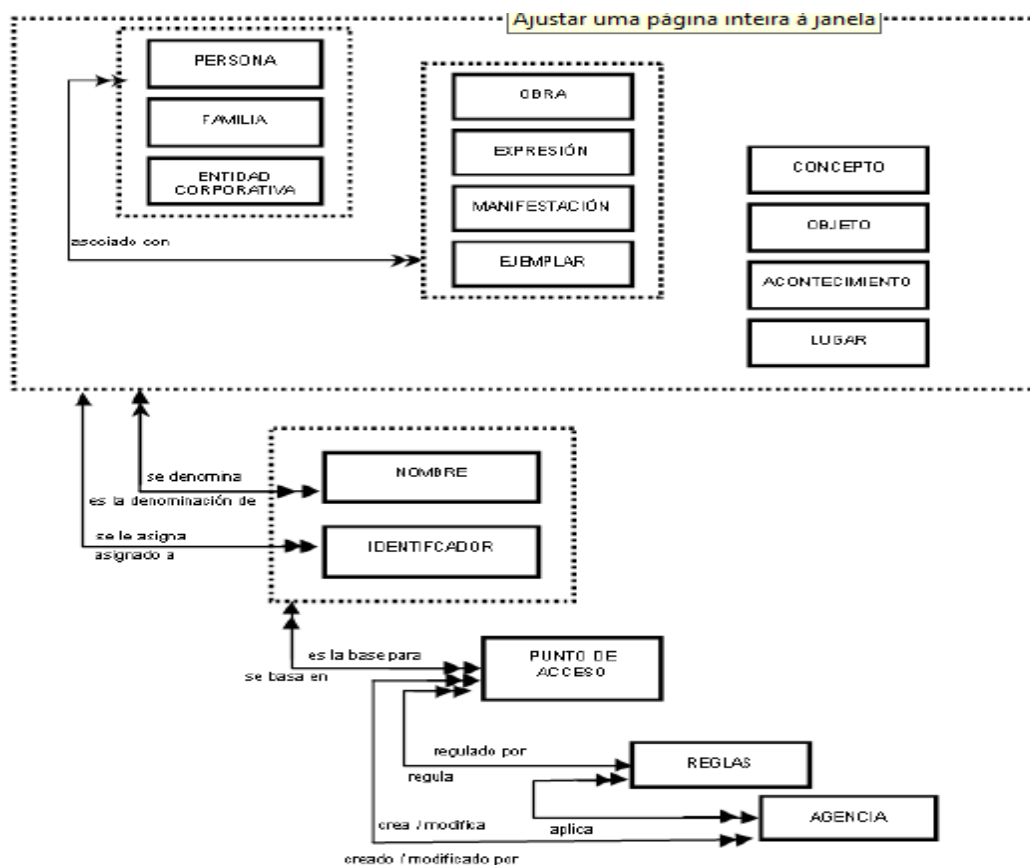 Ajustar uma página inteira à janela
PERSONA
FAMILIA
ENTIDAD
CORPORATIVA
OBRA
EXPRESIÓN
MANIFESTACIÓN
EJEMPLAR
CONCEPTO
OBJETO
ACONTECIMIENTO
LUGAR
asociado con
se denomina
es la denominación de
se le asigna
asignado a
NOMBRE
IDENTIFCADOR
es la base para
se basa en
PUNTO DE
ACCESO
regulado por
regula
REGLAS
crea / modifica
aplica
AGENCIA
creado / modificado por